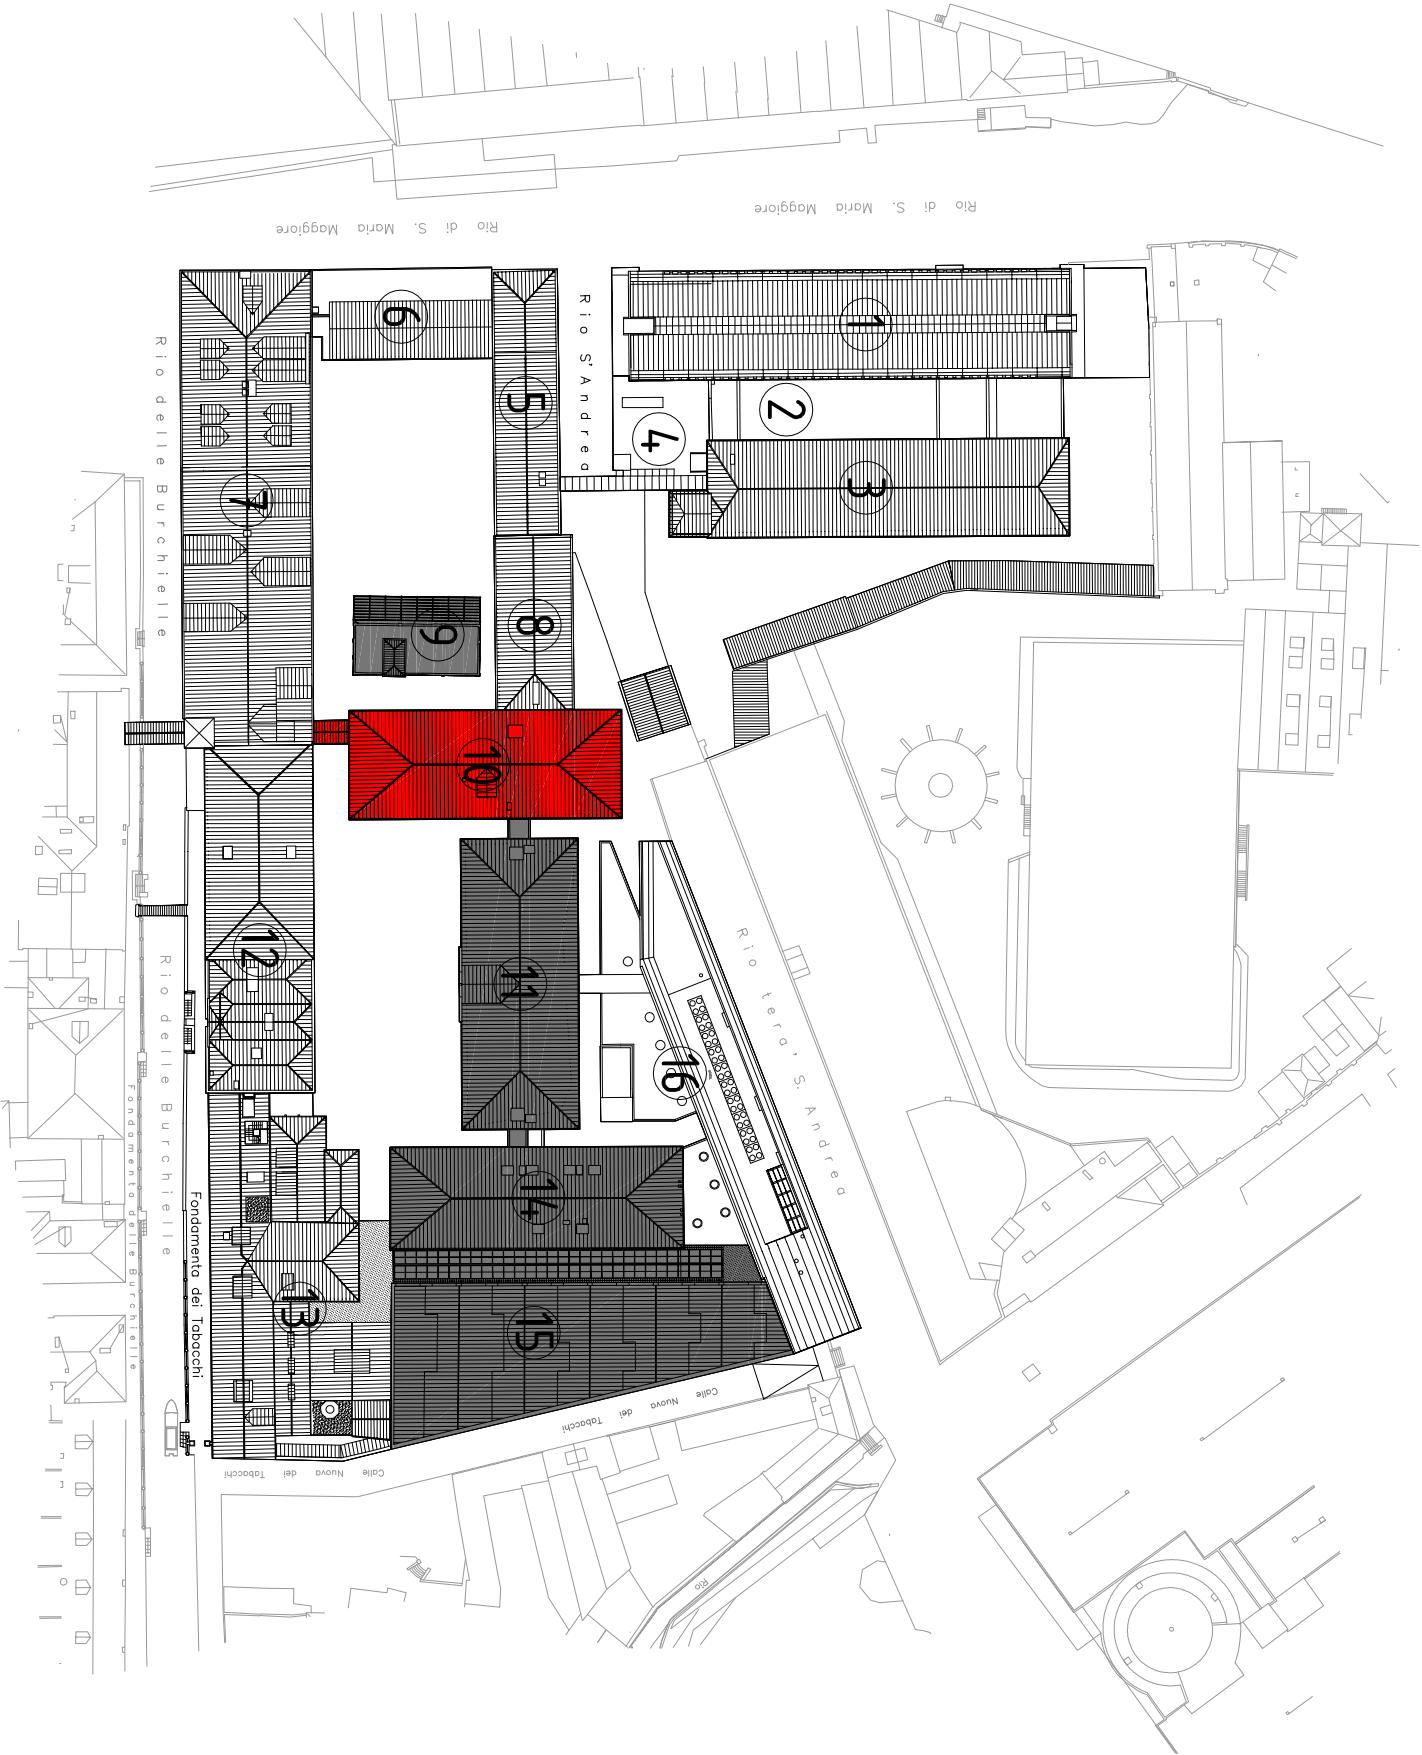 Rio di S. Maria Maggiore
Rio di S. Maria Maggiore
Rio S'Andrea
Rio delle Burchielle
1
2
3
4
5
6
7
8
9
10
11
12
13
14
15
16
Rio delle Burchielle
Fondamenta delle Burchielle
Fondamenta dei Tabacchi
Rio tera' S. Andrea
Calle Nuova dei Tabacchi
Calle Nuova dei Tabacchi
Rio